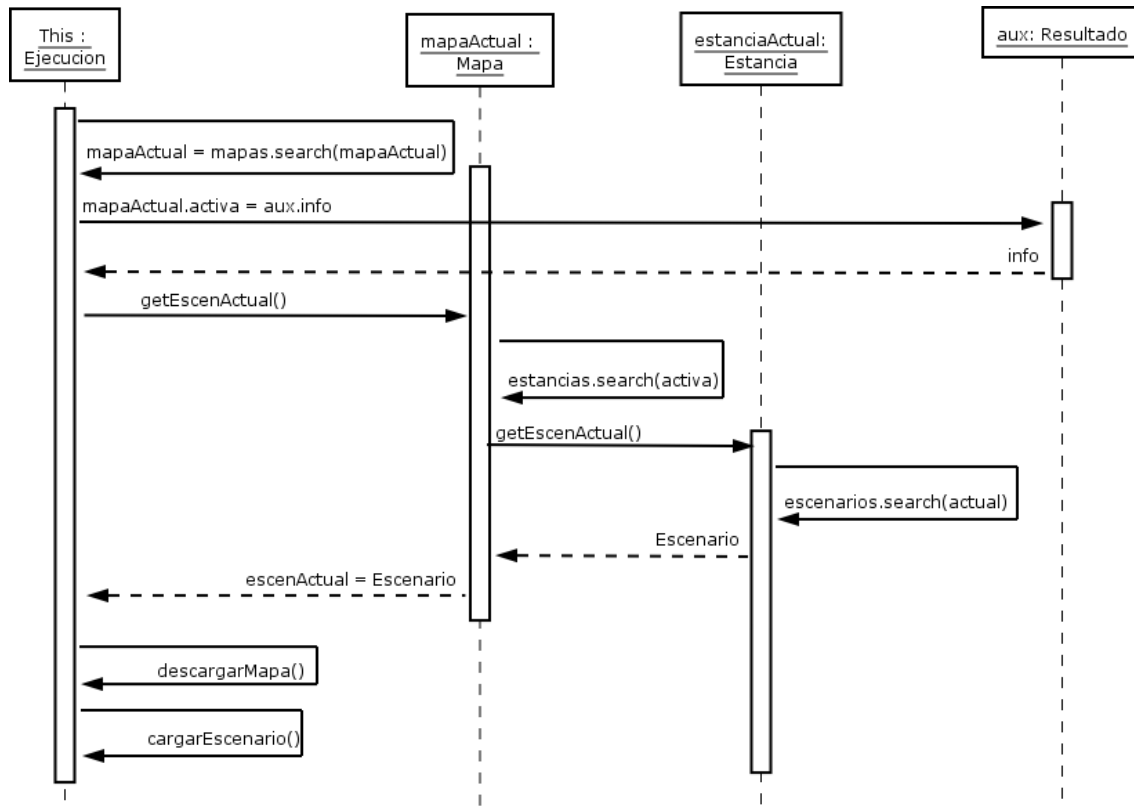 This :
Ejecucion
mapaActual :
Mapa
estanciaActual:
Estancia
aux: Resultado
mapaActual = mapas.search(mapaActual)
mapaActual.activa = aux.info
info
getEscenActual()
estancias.search(activa)
getEscenActual()
escenarios.search(actual)
Escenario
escenActual = Escenario
descargarMapa()
cargarEscenario()